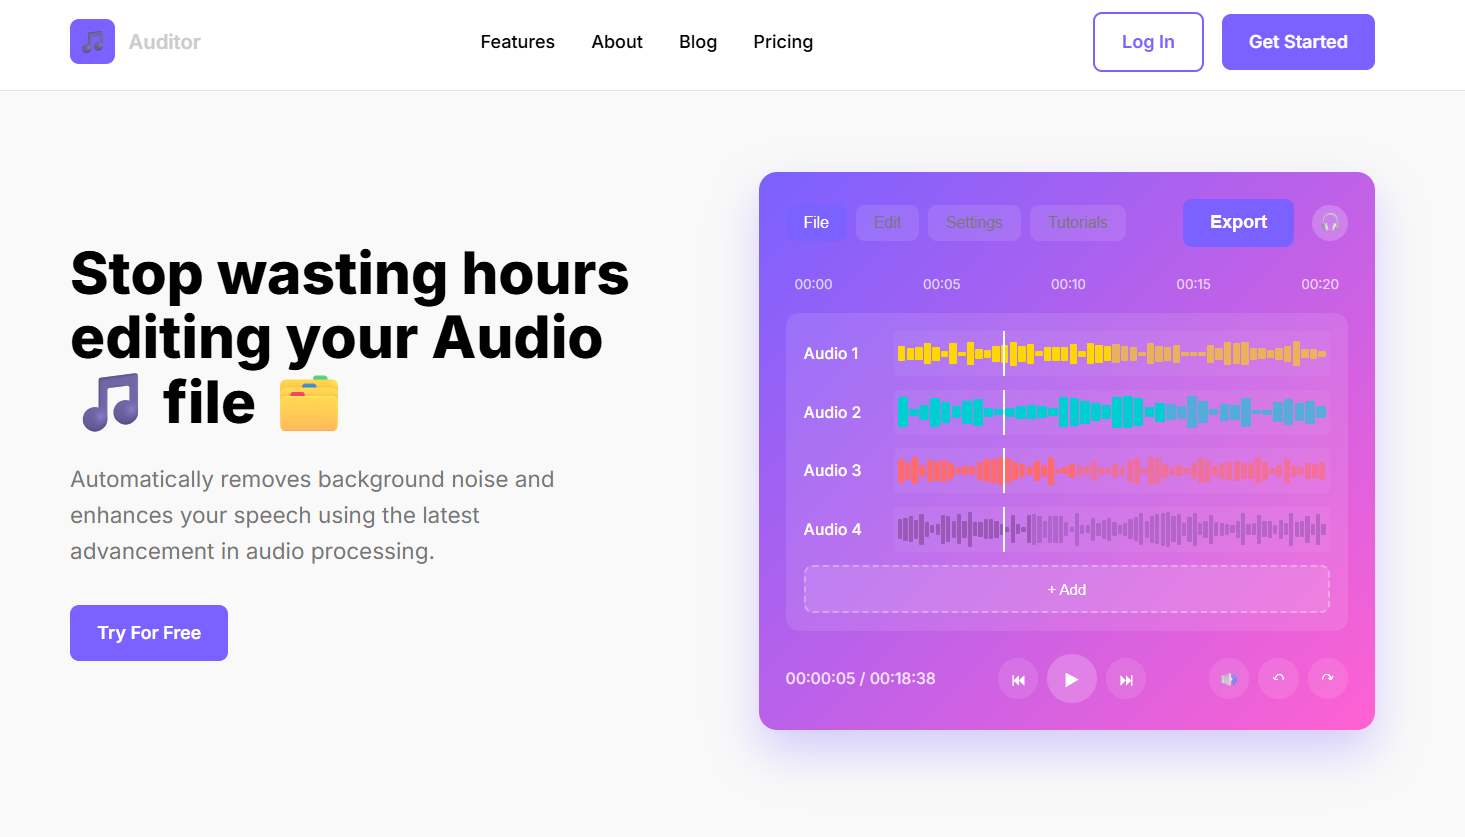 Auditor
Features About Blog Pricing
Log In Get Started
Stop wasting hours
editing your Audio
🎵 file 🗂️
Automatically removes background noise and
enhances your speech using the latest
advancement in audio processing.
Try For Free
File Edit Settings Tutorials Export
00:00 00:05 00:10 00:15 00:20
Audio 1
Audio 2
Audio 3
Audio 4
+ Add
00:00:05 / 00:18:38